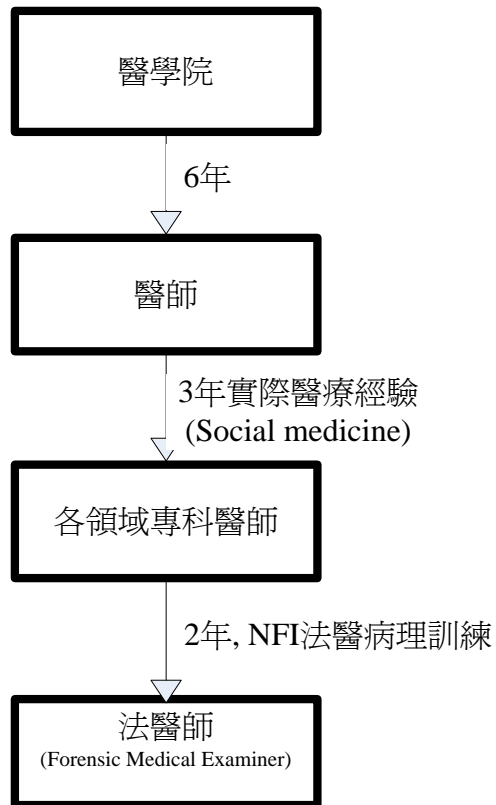 醫學院
6年
醫師
3年實際醫療經驗
(Social medicine)
各領域專科醫師
2年, NFI法醫病理訓練
法醫師
(Forensic Medical Examiner)